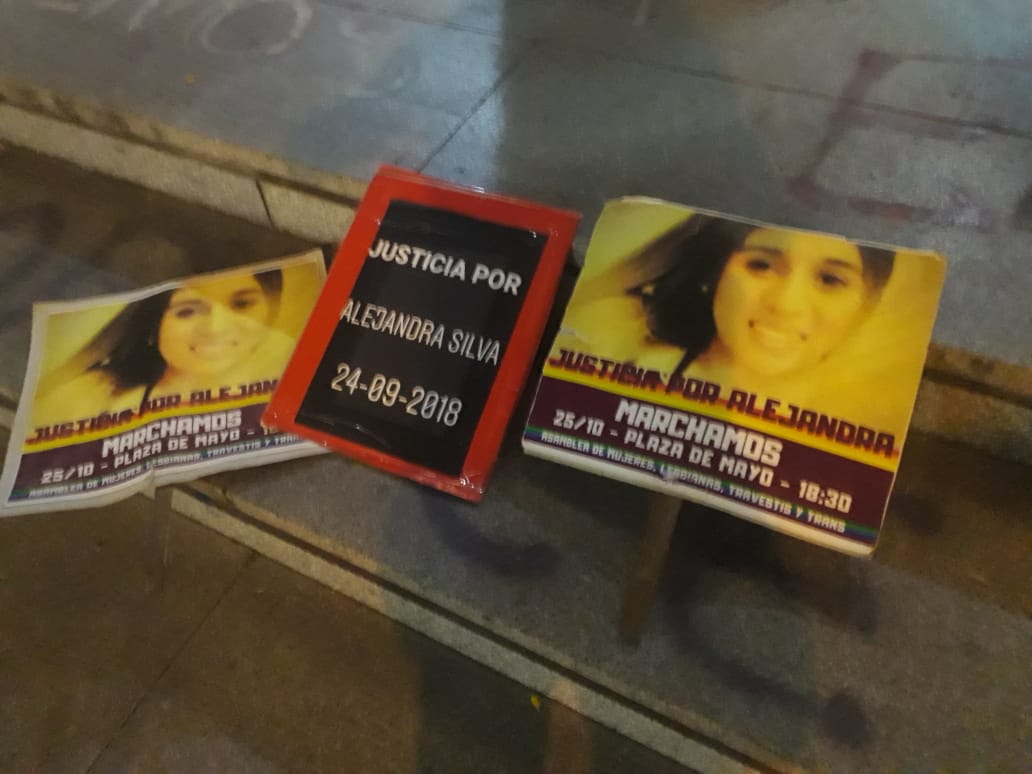 JUSTICIA POR ALEJAN
MARCHAMOS
25/10 - PLAZA DE MAYO - 18
ASAMBLEA DE MUJERES, LESBIANAS, TRAVESTIS Y TRANS
JUSTICIA POR
ALEJANDRA SILVA
24-09-2018
JUSTICIA POR ALEJANDRA
MARCHAMOS
25/10 - PLAZA DE MAYO - 18:30
ASAMBLEA DE MUJERES, LESBIANAS, TRAVESTIS Y TRANS